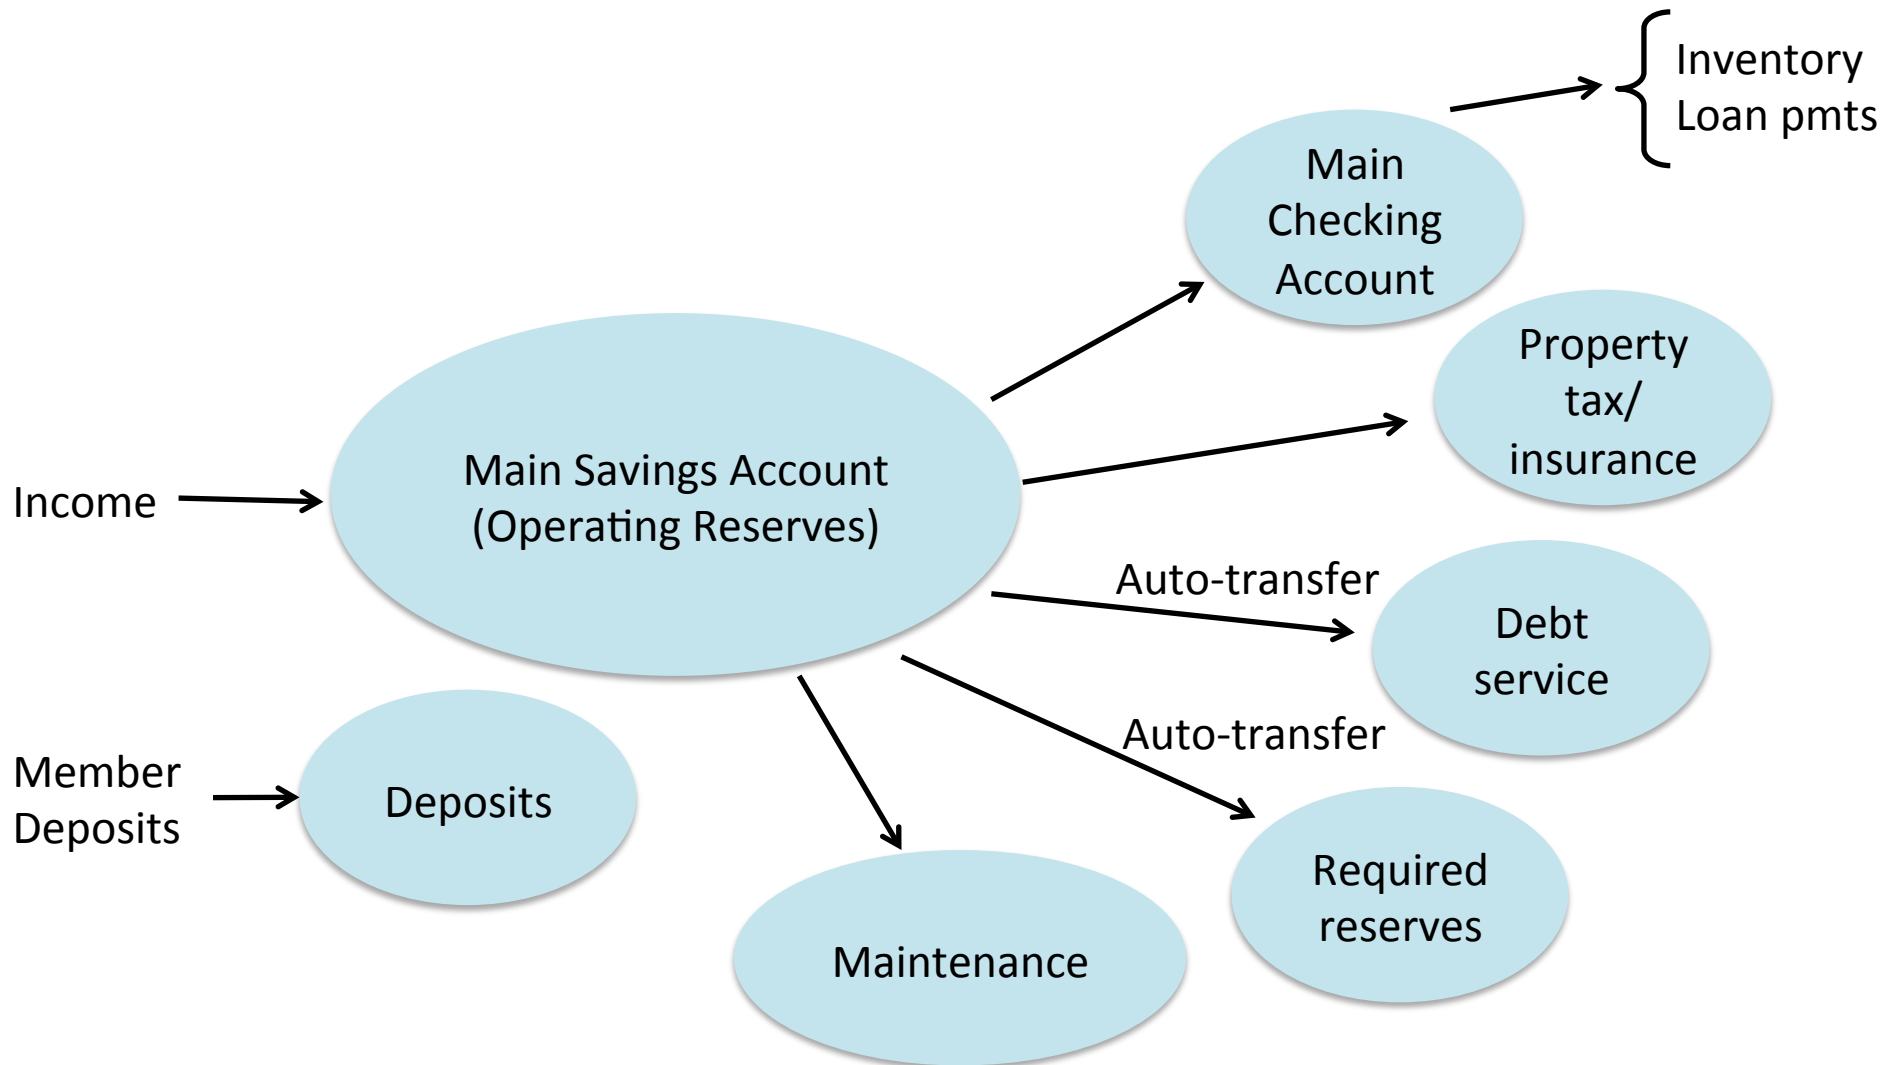 Inventory
Loan pmts
Main
Checking
Account
Property
tax/
insurance
Main Savings Account
(Operating Reserves)
Income
Auto-transfer
Debt
service
Auto-transfer
Member
Deposits
Deposits
Required
reserves
Maintenance